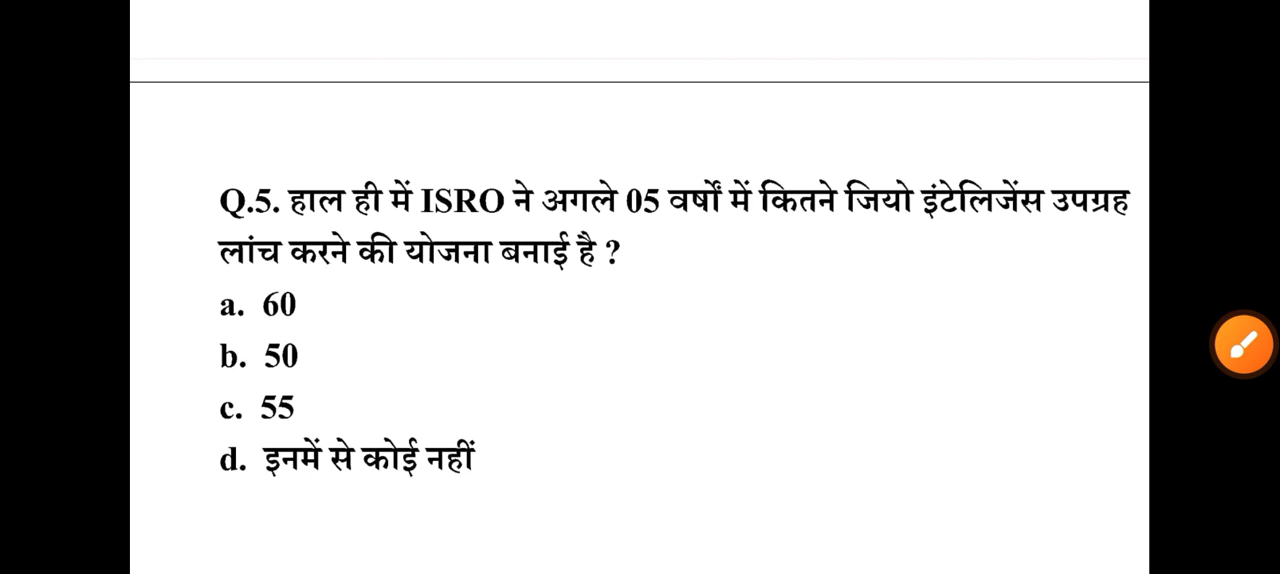 Q.5. हाल ही में ISRO ने अगले 05 वर्षों में कितने जियो इंटेलिजेंस उपग्रह
लांच करने की योजना बनाई है ?
a. 60
b. 50
c. 55
d. इनमें से कोई नहीं